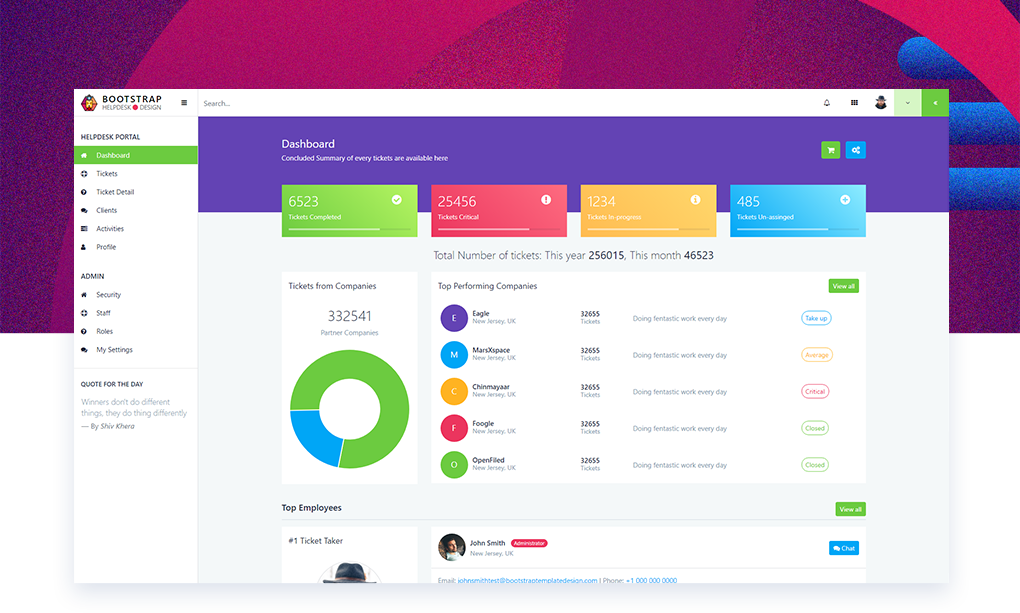 BOOTSTRAP
HELPDESK DESIGN
Search...
HELPDESK PORTAL
Dashboard
Tickets
Ticket Detail
Clients
Activities
Profile
ADMIN
Security
Staff
Roles
My Settings
QUOTE FOR THE DAY
Winners don't do different
things, they do thing differently
— By Shiv Khera
Dashboard
Concluded Summary of every tickets are available here
6523
Tickets Completed
25456
Tickets Critical
1234
Tickets In-progress
485
Tickets Un-assinged
Total Number of tickets: This year 256015, This month 46523
Tickets from Companies
332541
Partner Companies
Top Performing Companies
View all
E
Eagle
New Jersey, UK
32655
Tickets
Doing fentastic work every day
Take up
M
MarsXspace
New Jersey, UK
32655
Tickets
Doing fentastic work every day
Average
C
Chinmayaar
New Jersey, UK
32655
Tickets
Doing fentastic work every day
Critical
F
Foogle
New Jersey, UK
32655
Tickets
Doing fentastic work every day
Closed
O
OpenFiled
New Jersey, UK
32655
Tickets
Doing fentastic work every day
Closed
Top Employees
View all
#1 Ticket Taker
John Smith Administrator
New Jersey, UK
Chat
Email: johnsmithtest@bootstraptemplatedesign.com | Phone: +1 000 000 0000